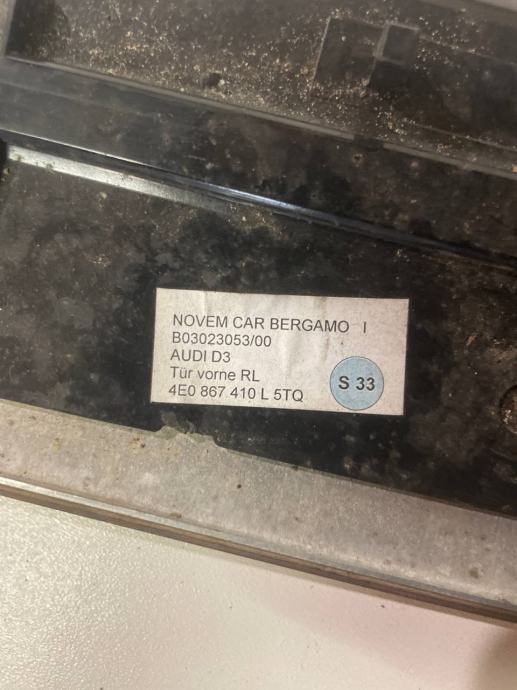 NOVEM CAR BERGAMO I
B03023053/00
AUDI D3
Tür vorne RL
4E0 867 410 L 5TQ
S 33